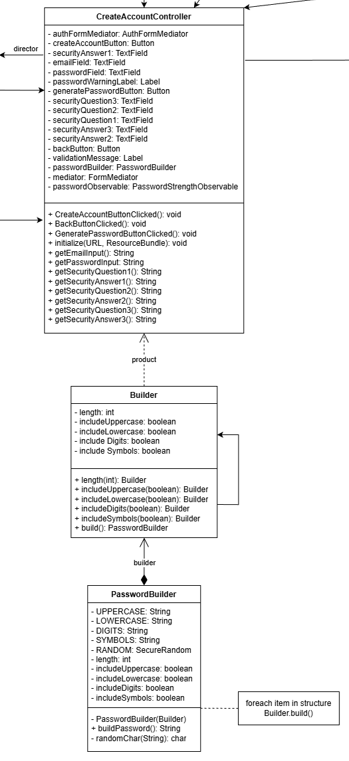 CreateAccountController
director
- authFormMediator: AuthFormMediator
- createAccountButton: Button
- securityAnswer1: TextField
- emailField: TextField
- passwordField: TextField
- passwordWarningLabel: Label
- generatePasswordButton: Button
- securityQuestion3: TextField
- securityQuestion2: TextField
- securityQuestion1: TextField
- securityAnswer3: TextField
- securityAnswer2: TextField
- backButton: Button
- validationMessage: Label
- passwordBuilder: PasswordBuilder
- mediator: FormMediator
- passwordObservable: PasswordStrengthObservable
+ CreateAccountButtonClicked(): void
+ BackButtonClicked(): void
+ GeneratePasswordButtonClicked(): void
+ initialize(URL, ResourceBundle): void
+ getEmailInput(): String
+ getPasswordInput: String
+ getSecurityQuestion1(): String
+ getSecurityAnswer1(): String
+ getSecurityQuestion2(): String
+ getSecurityAnswer2(): String
+ getSecurityQuestion3(): String
+ getSecurityAnswer3(): String
product
Builder
- length: int
- includeUppercase: boolean
- includeLowercase: boolean
- include Digits: boolean
- include Symbols: boolean
+ length(int): Builder
+ includeUppercase(boolean): Builder
+ includeLowercase(boolean): Builder
+ includeDigits(boolean): Builder
+ includeSymbols(boolean): Builder
+ build(): PasswordBuilder
builder
PasswordBuilder
- UPPERCASE: String
- LOWERCASE: String
- DIGITS: String
- SYMBOLS: String
- RANDOM: SecureRandom
- length: int
- includeUppercase: boolean
- includeLowercase: boolean
- includeDigits: boolean
- includeSymbols: boolean
- PasswordBuilder(Builder)
+ buildPassword(): String
- randomChar(String): char
foreach item in structure
Builder.build()